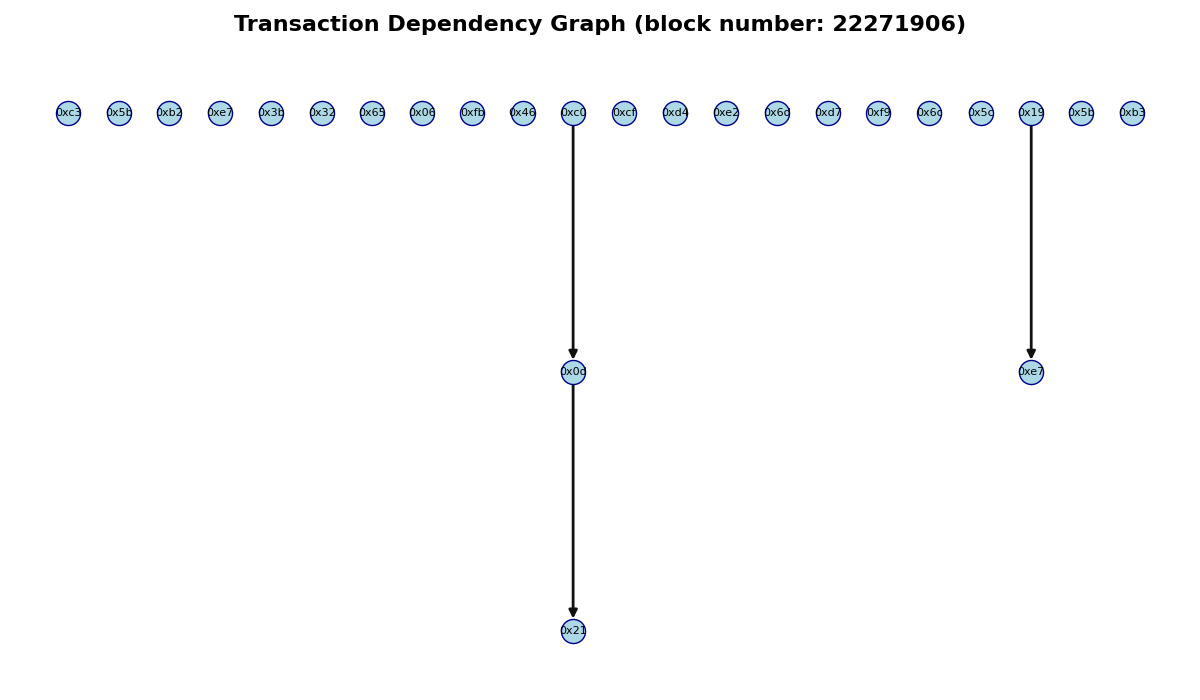 Transaction Dependency Graph (block number: 22271906)
0xc3 0x5b 0xb2 0xe7 0x3b 0x32 0x65 0x06 0xfb 0x46 0xc0 0xcf 0xd4 0xe2 0x6d 0xd7 0xf9 0x6c 0x5c 0x19 0x5b 0xb3
0x0d 0xe7
0x21